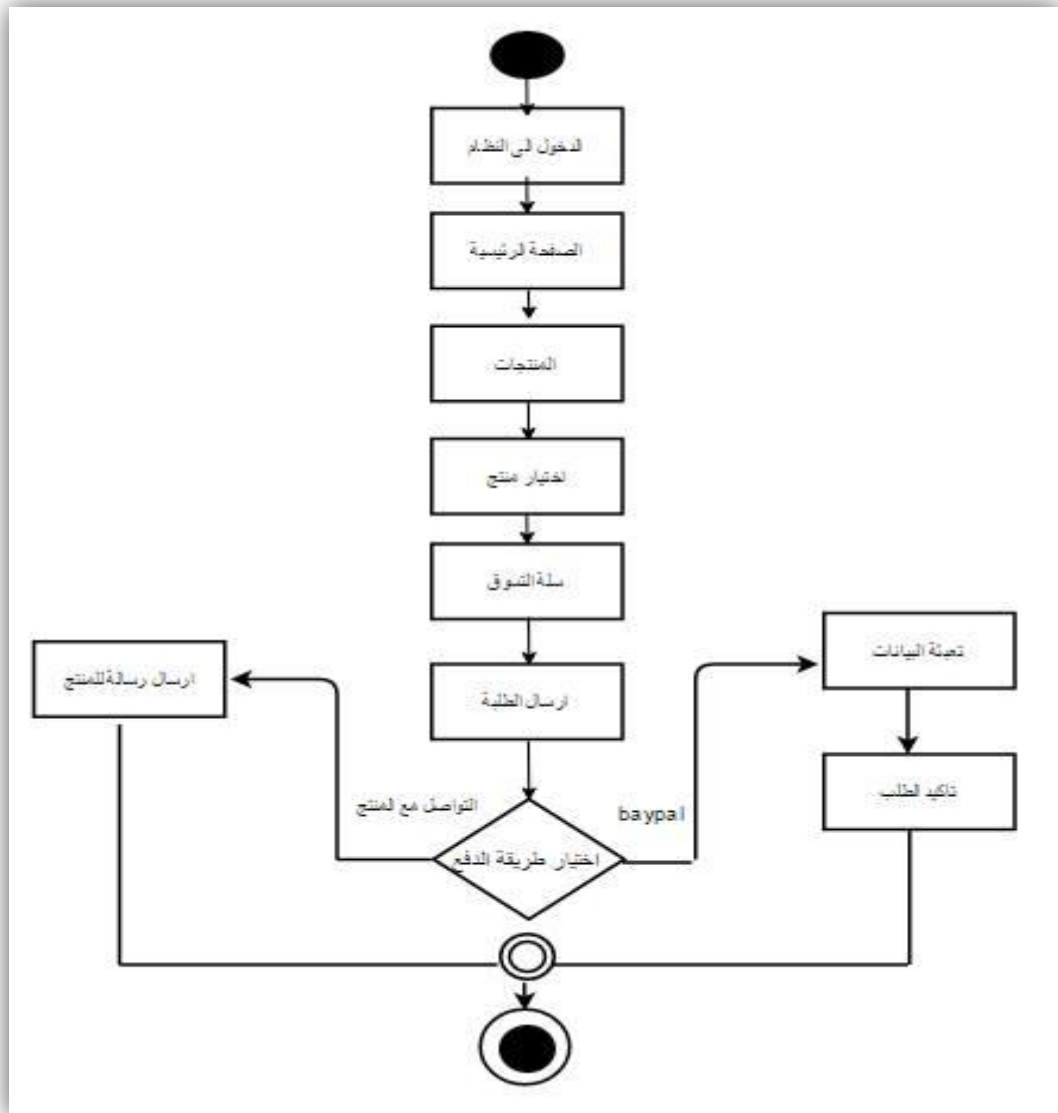 الدخول الى النظام
الصفحة الرئيسية
المنتجات
اختيار منتج
سلة التسوق
ارسال الطلبة
اختيار طريقة الدفع
التواصل مع المنتج
ارسال رسالة للمنتج
baypal
تعبئة البيانات
تاكيد الطلب